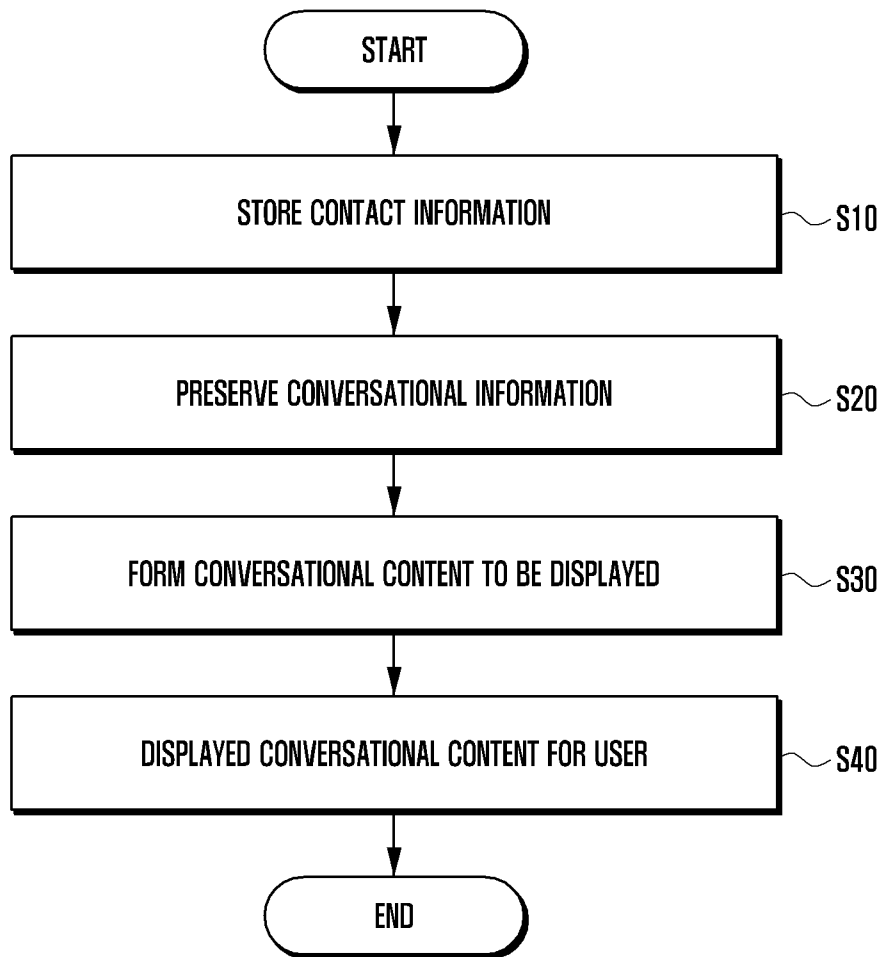 START
STORE CONTACT INFORMATION
S10
PRESERVE CONVERSATIONAL INFORMATION
S20
FORM CONVERSATIONAL CONTENT TO BE DISPLAYED
S30
DISPLAYED CONVERSATIONAL CONTENT FOR USER
S40
END